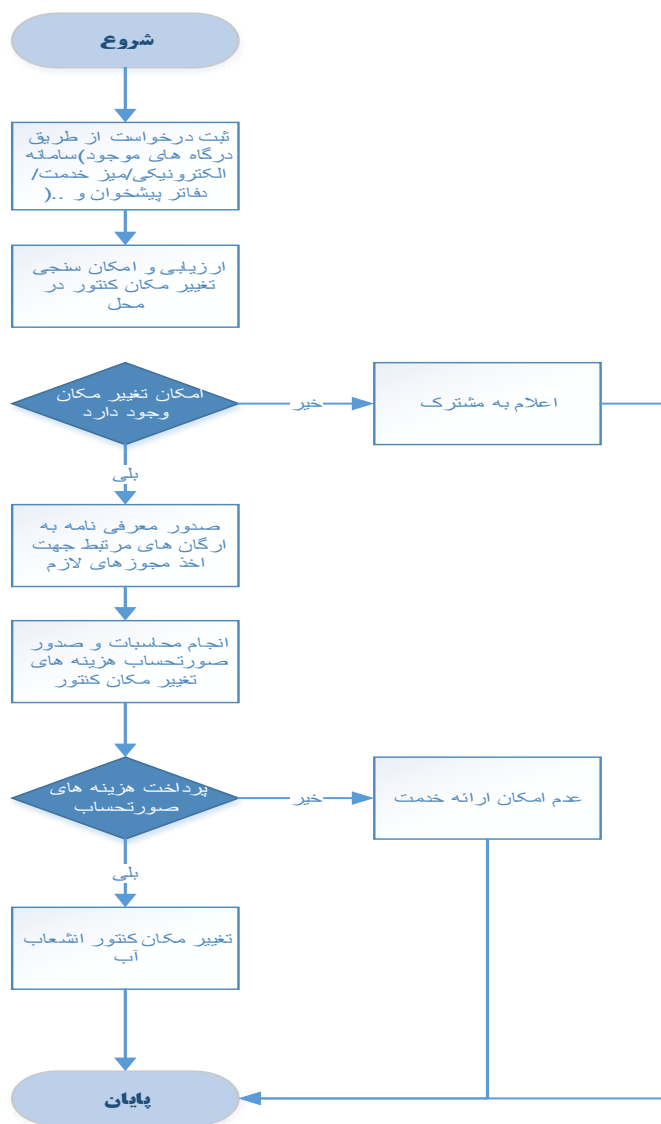 شروع
ثبت درخواست از طریق
درگاه های موجود)سامانه
الکترونیکی/میز خدمت/
دفاتر پیشخوان و ..(
ارزیابی و امکان سنجی
تغییر مکان کنتور در
محل
امکان تغییر مکان
وجود دارد
خیر
اعلام به مشترک
بلی
صدور معرفی نامه به
ارگان های مرتبط جهت
اخذ مجوزهای لازم
انجام محاسبات و صدور
صورتحساب هزینه های
تغییر مکان کنتور
پرداخت هزینه های
صورتحساب
خیر
عدم امکان ارائه خدمت
بلی
تغییر مکان کنتور انشعاب
آب
پایان